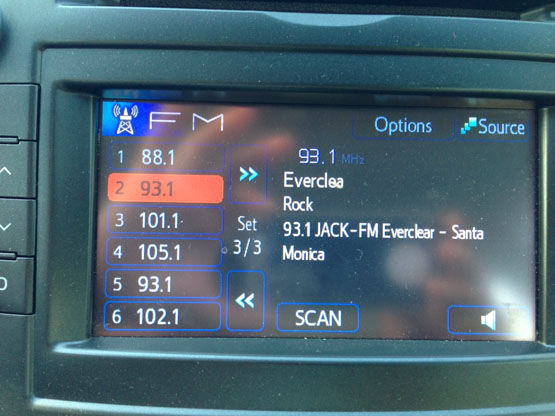 FM
Options
Source
1 88.1
2 93.1
3 101.1
4 105.1
5 93.1
6 102.1
>>
Set
3/3
<<
93.1 MHz
Everclea
Rock
93.1 JACK-FM Everclear - Santa
Monica
SCAN